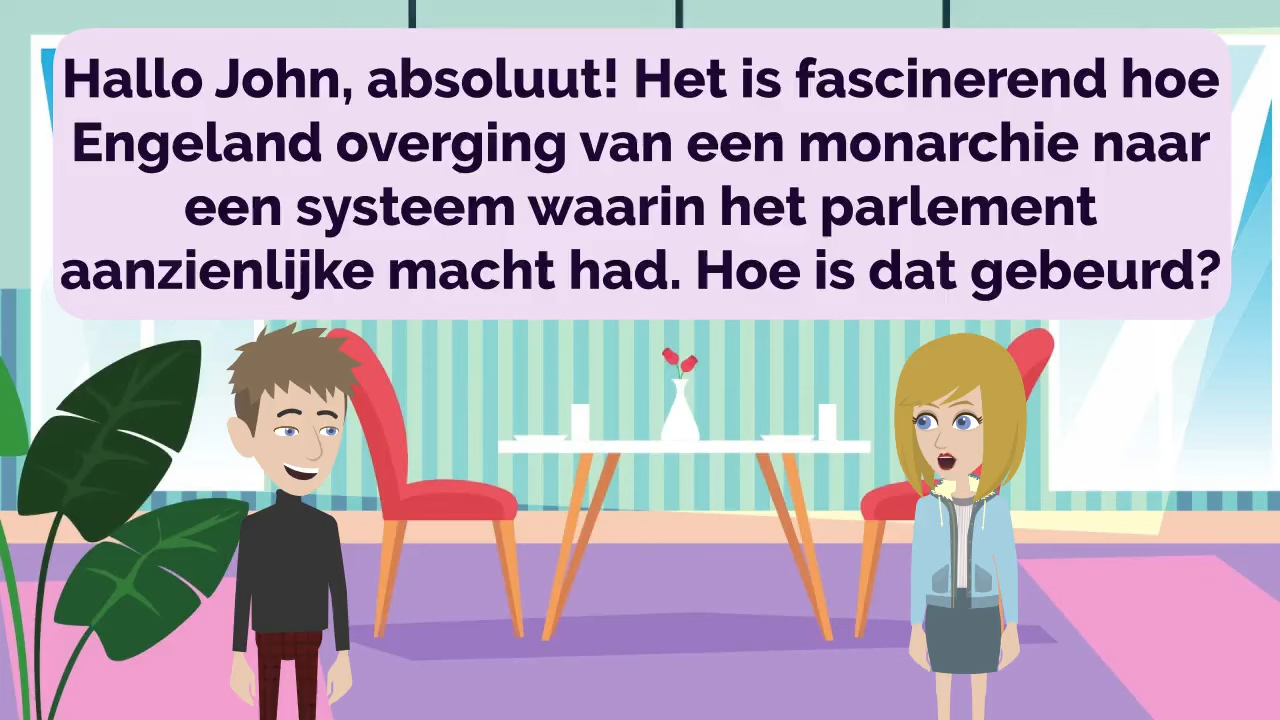 Hallo John, absoluut! Het is fascinerend hoe
Engeland overging van een monarchie naar
een systeem waarin het parlement
aanzienlijke macht had. Hoe is dat gebeurd?